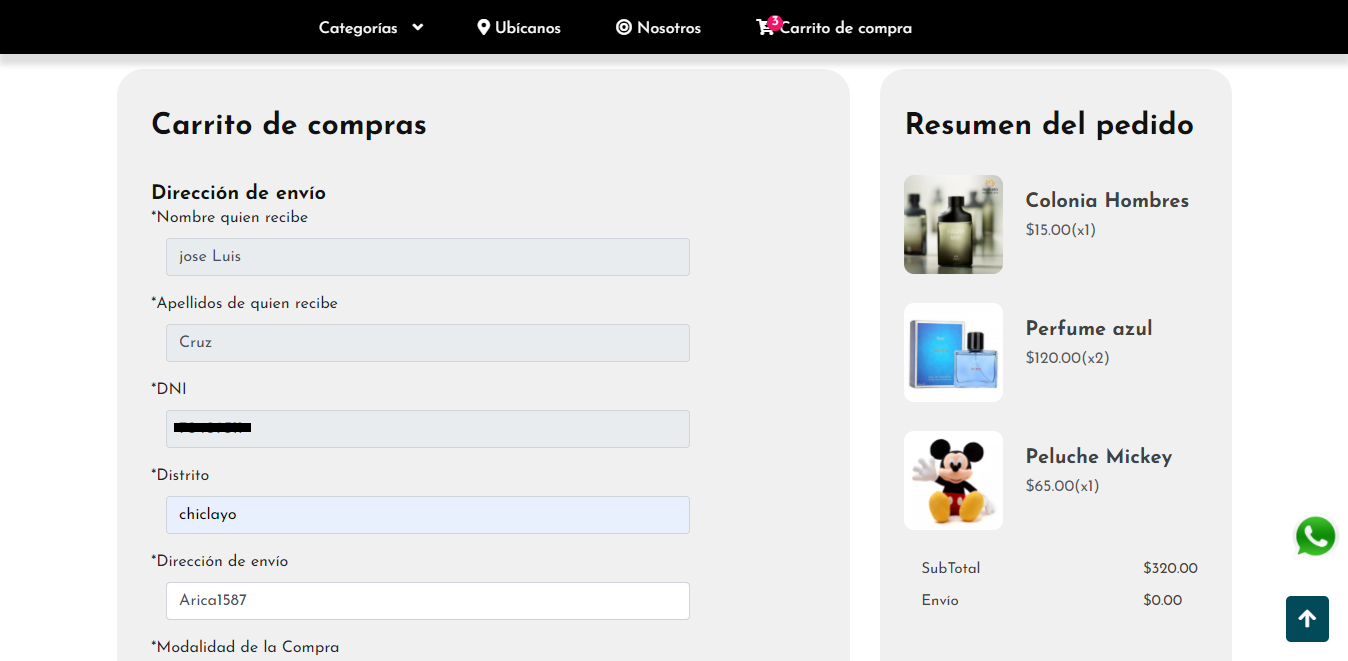 Categorías
Ubícanos
Nosotros
3
Carrito de compra
Carrito de compras
Dirección de envío
*Nombre quien recibe
jose Luis
*Apellidos de quien recibe
Cruz
*DNI
*Distrito
chiclayo
*Dirección de envío
Arica1587
*Modalidad de la Compra
Resumen del pedido
Colonia Hombres
$15.00(x1)
Perfume azul
$120.00(x2)
Peluche Mickey
$65.00(x1)
SubTotal $320.00
Envío $0.00